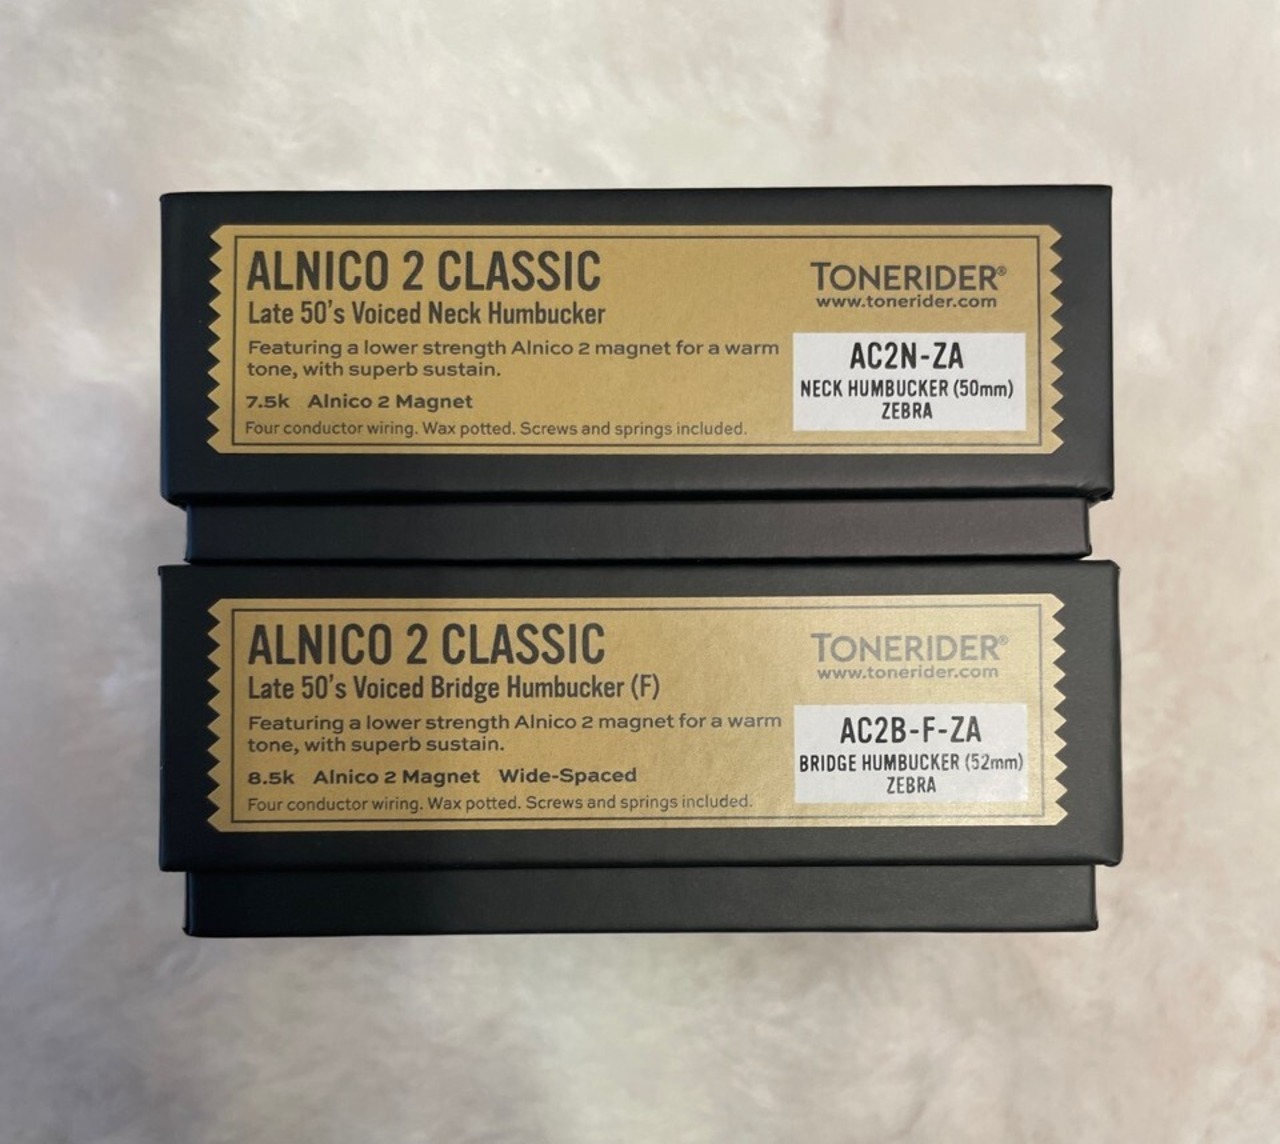 ALNICO 2 CLASSIC
Late 50's Voiced Neck Humbucker
Featuring a lower strength Alnico 2 magnet for a warm
tone, with superb sustain.
7.5k Alnico 2 Magnet
Four conductor wiring. Wax potted. Screws and springs included.
TONERIDER®
www.tonerider.com
AC2N-ZA
NECK HUMBUCKER (50mm)
ZEBRA
ALNICO 2 CLASSIC
Late 50's Voiced Bridge Humbucker (F)
Featuring a lower strength Alnico 2 magnet for a warm
tone, with superb sustain.
8.5k Alnico 2 Magnet Wide-Spaced
Four conductor wiring. Wax potted. Screws and springs included.
TONERIDER®
www.tonerider.com
AC2B-F-ZA
BRIDGE HUMBUCKER (52mm)
ZEBRA